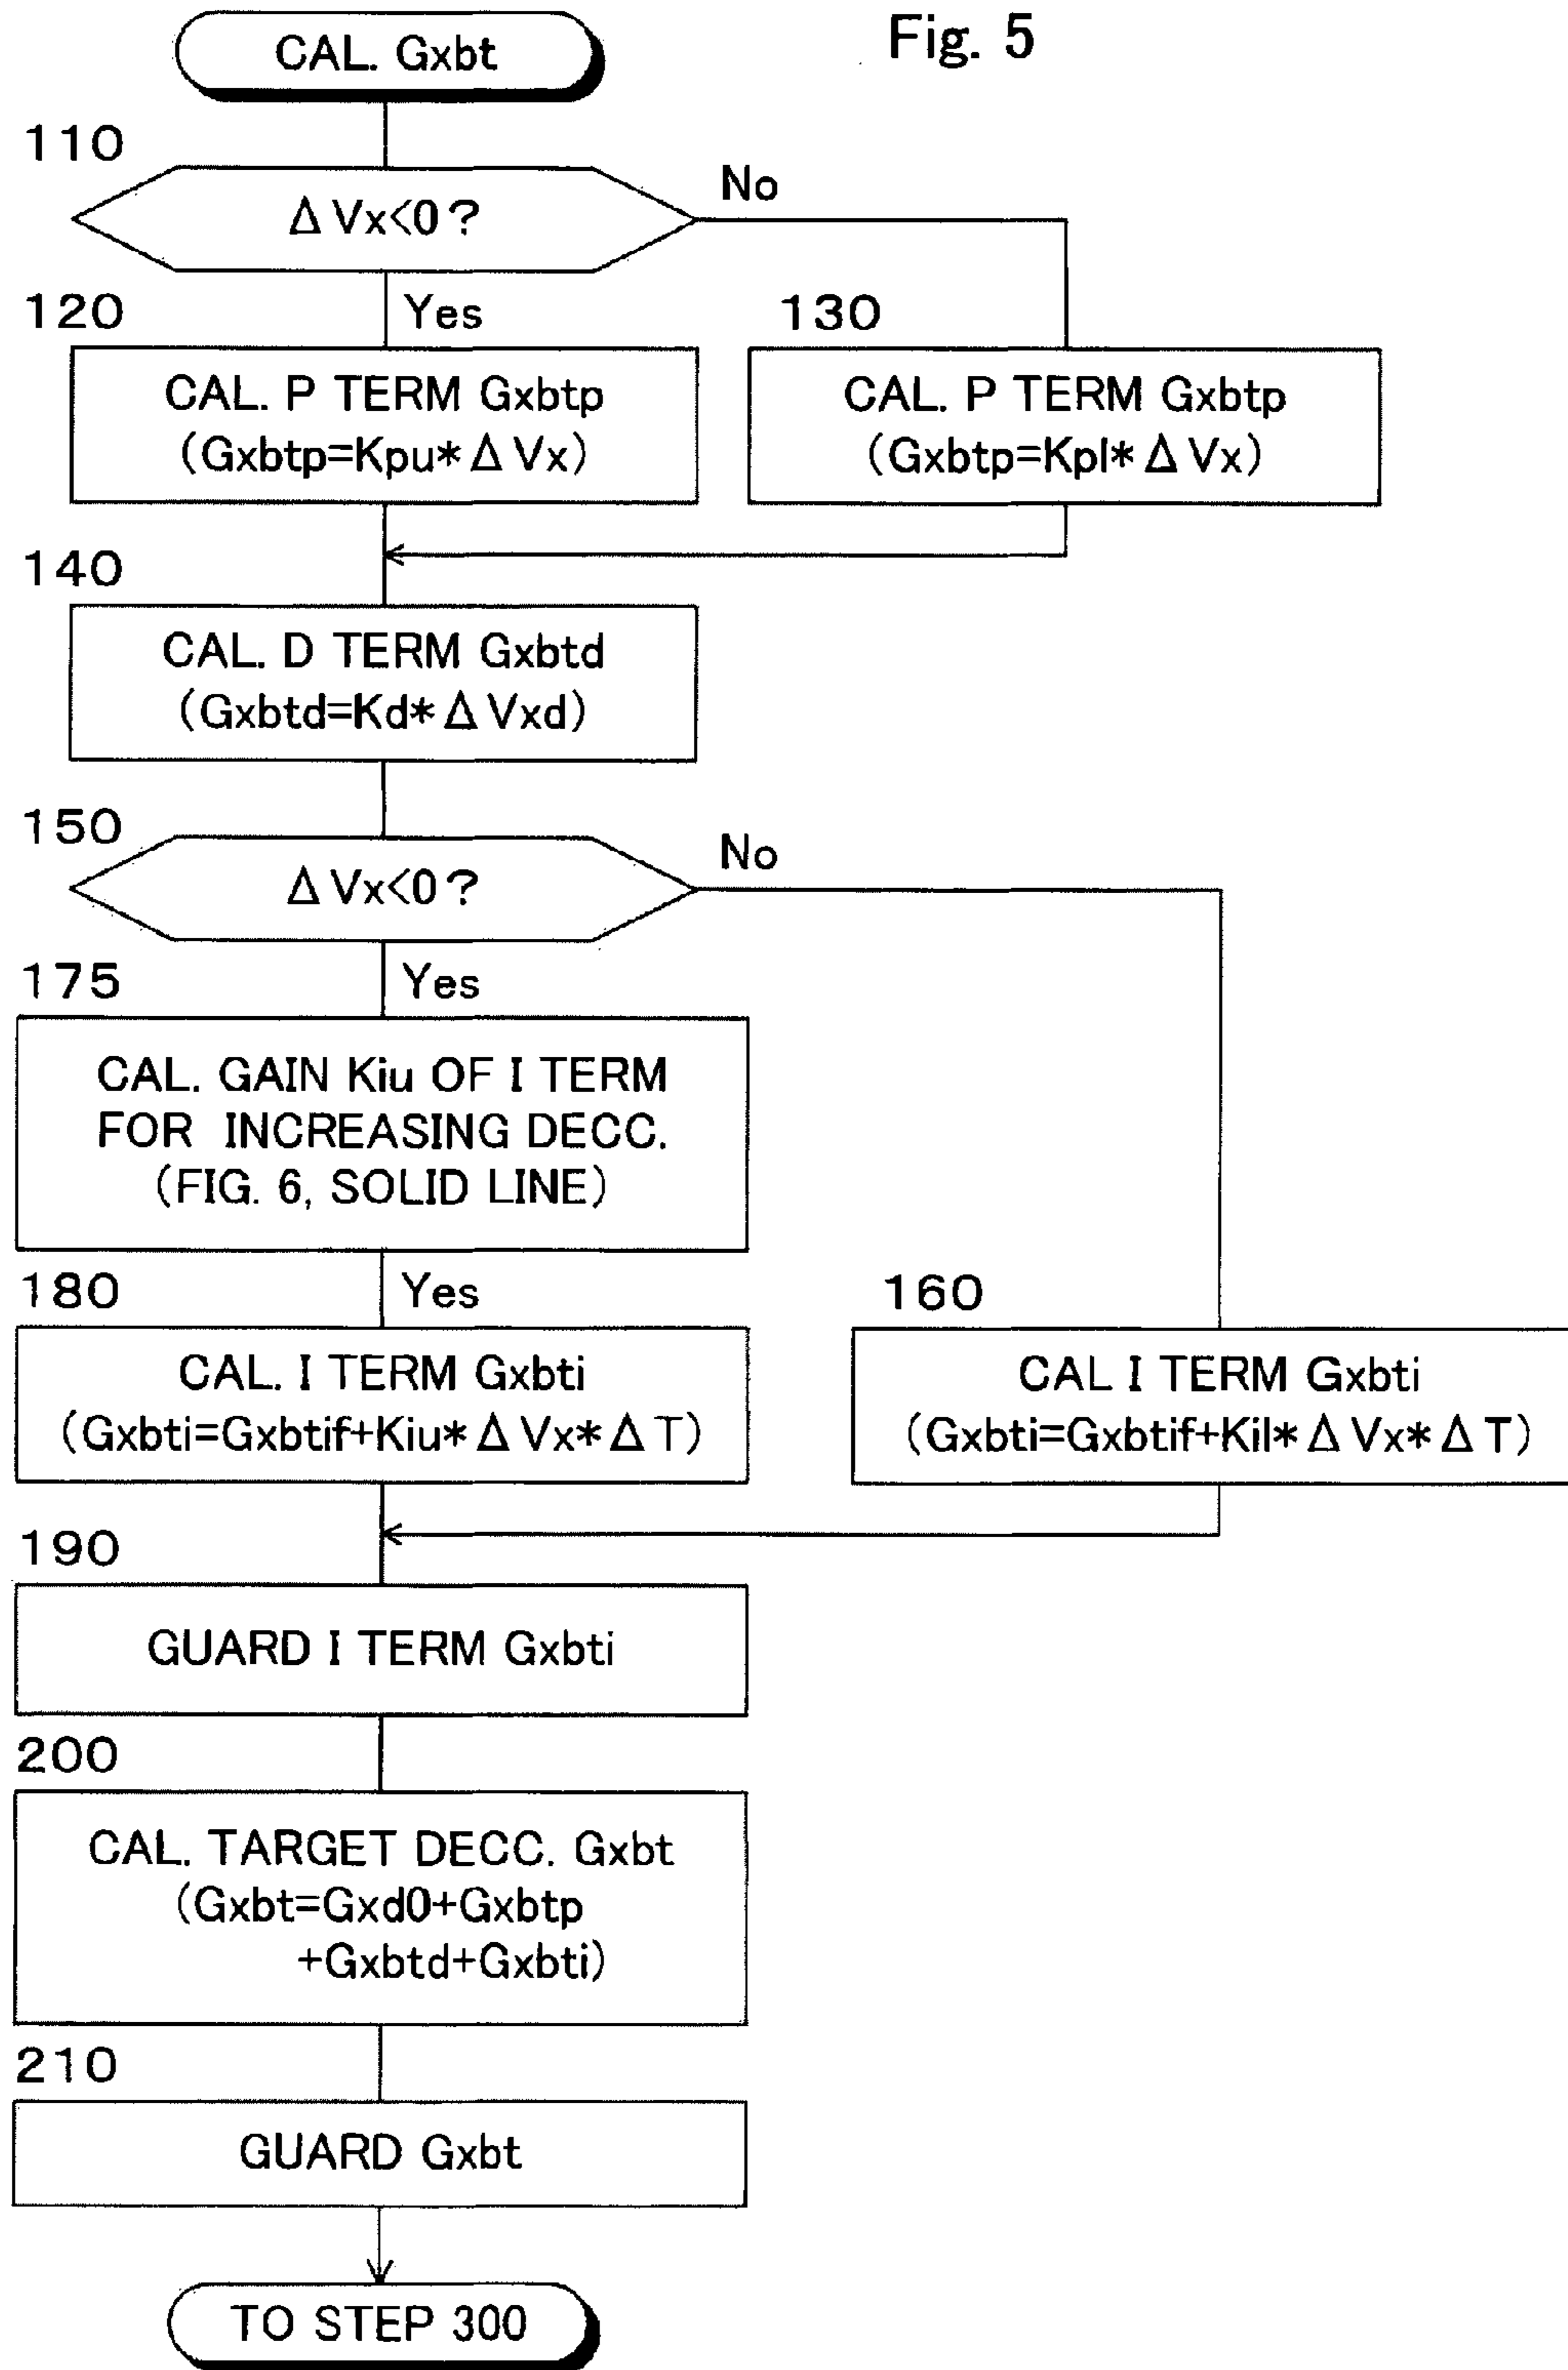 Fig. 5
CAL. Gxbt
110
ΔVx<0?
No
120
Yes
130
CAL. P TERM Gxbtp
(Gxbtp=Kpu*ΔVx)
CAL. P TERM Gxbtp
(Gxbtp=Kpl*ΔVx)
140
CAL. D TERM Gxbtd
(Gxbtd=Kd*ΔVxd)
150
ΔVx<0?
No
175
Yes
CAL. GAIN Kiu OF I TERM
FOR INCREASING DECC.
(FIG. 6, SOLID LINE)
180
Yes
160
CAL. I TERM Gxbti
(Gxbti=Gxbtif+Kiu*ΔVx*ΔT)
CAL I TERM Gxbti
(Gxbti=Gxbtif+Kil*ΔVx*ΔT)
190
GUARD I TERM Gxbti
200
CAL. TARGET DECC. Gxbt
(Gxbt=Gxd0+Gxbtp
+Gxbtd+Gxbti)
210
GUARD Gxbt
TO STEP 300